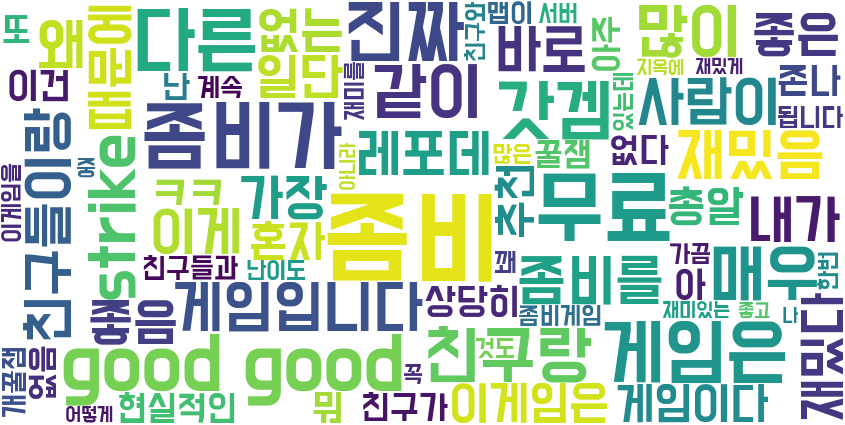 또
왜
이건
때문에
다른
없는
일단
난
계속
진짜
재미를
같이
친구와
맵이
서버
바로
아주
갓겜
있는데
지옥에
재밌게
많이
사람이
좋은
존나
됩니다
이게임을
친구들이랑
strike
좀비가
ㅋㅋ
이게
가장
혼자
아니라
레포데
많은
꿀잼
없다
재밌음
총알
내가
친구들과
난이도
좀비
추천
무료
꽤
좀비를
가끔
아
매우
한번
좋음
게임입니다
상당히
좀비게임
재미있는
좋고
나
개꿀잼
없음
good good
꼭
친구랑
것도
게임은
재밌다
어떻게
현실적인
뭔
친구가
이게임은
게임이다